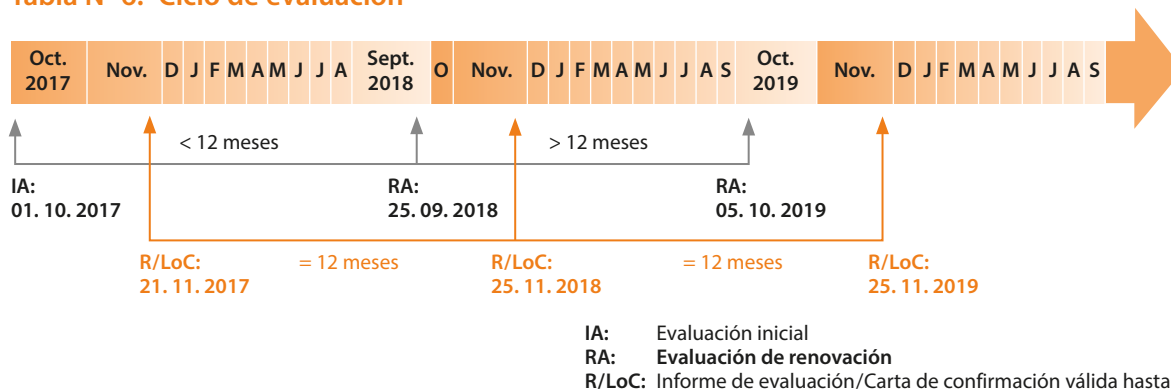 Tabla Nº 6: Ciclo de evaluación
Oct. 2017 Nov. D J F M A M J J A Sept. 2018 O Nov. D J F M A M J J A S Oct. 2019 Nov. D J F M A M J J A S
< 12 meses > 12 meses
IA: RA: RA:
01. 10. 2017 25. 09. 2018 05. 10. 2019
R/LoC: = 12 meses R/LoC: = 12 meses R/LoC:
21. 11. 2017 25. 11. 2018 25. 11. 2019
IA: Evaluación inicial
RA: Evaluación de renovación
R/LoC: Informe de evaluación/Carta de confirmación válida hasta